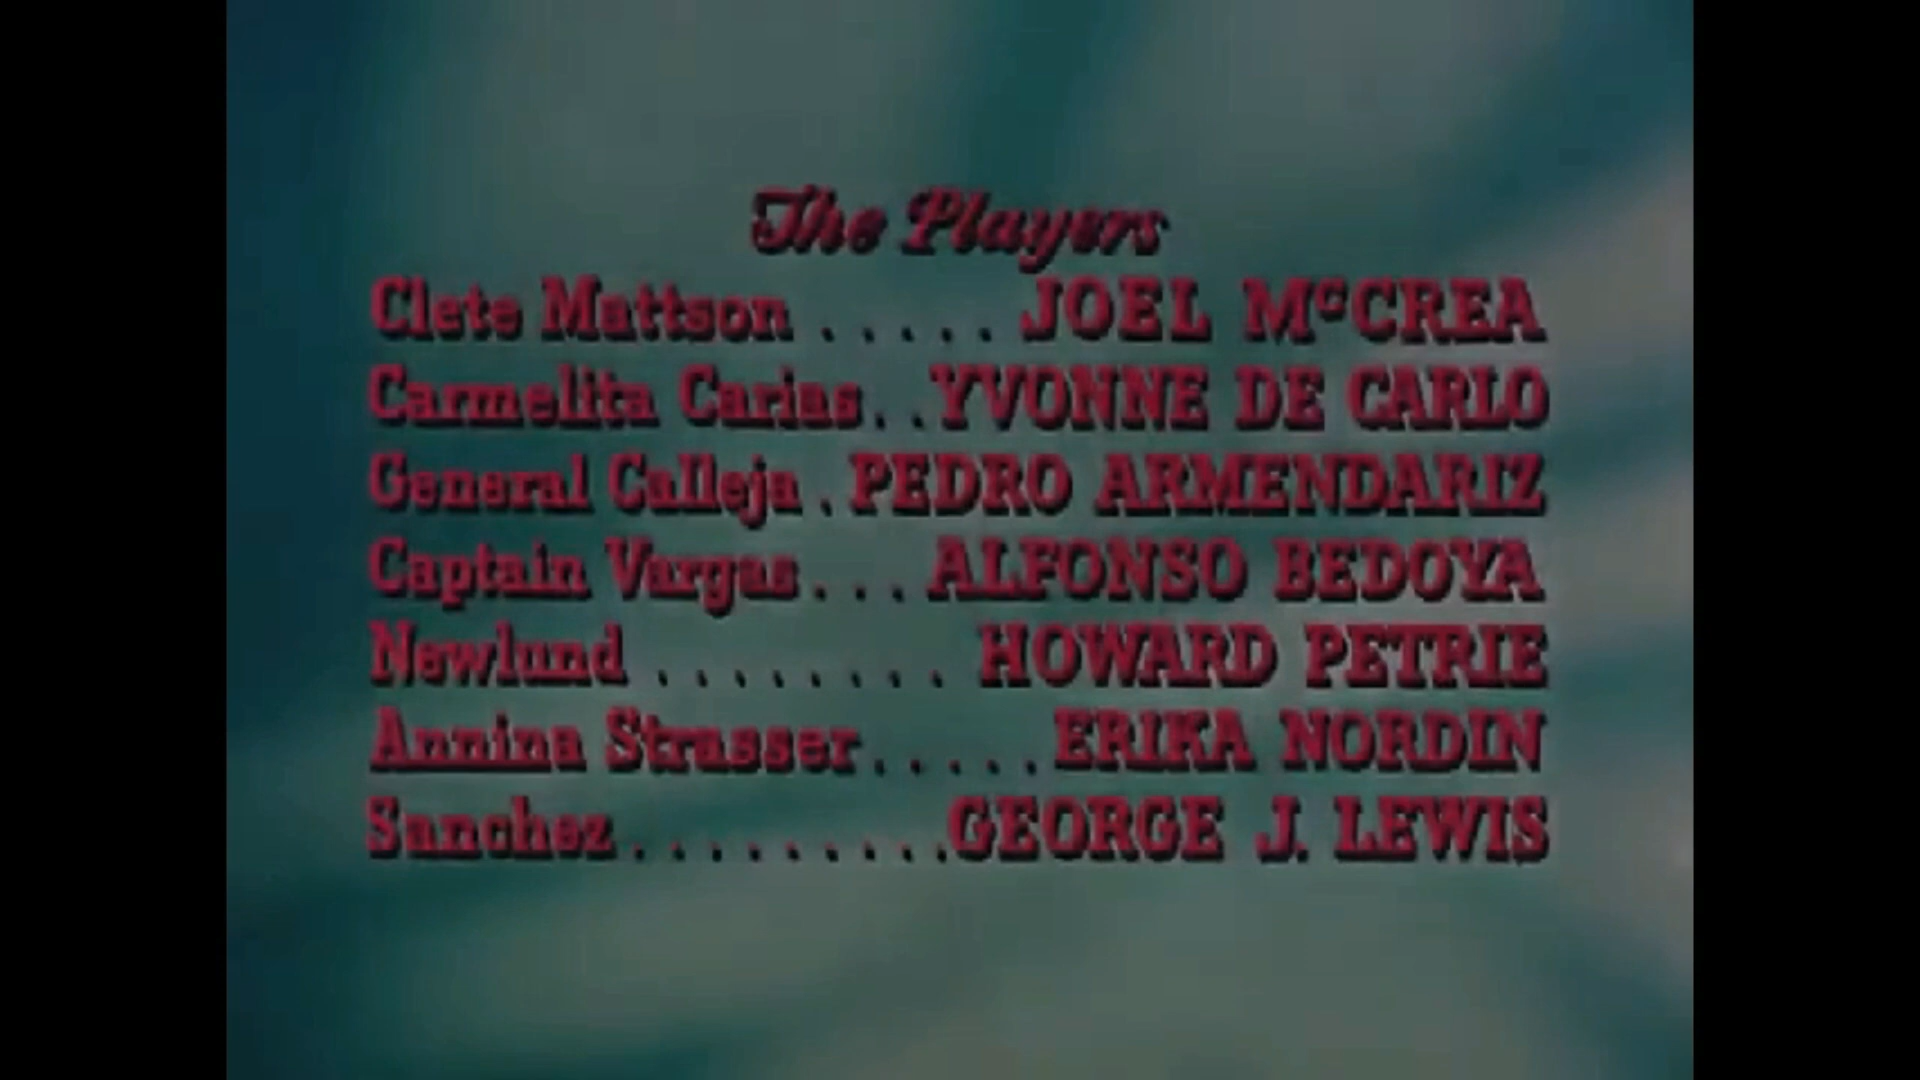 The Players
Clete Mattson ..... JOEL McCREA
Carmelita Carias .. YVONNE DE CARLO
General Calleja . PEDRO ARMENDARIZ
Captain Vargas ... ALFONSO BEDOYA
Newlund ........ HOWARD PETRIE
Annina Strasser ..... ERIKA NORDIN
Sanchez ......... GEORGE J. LEWIS